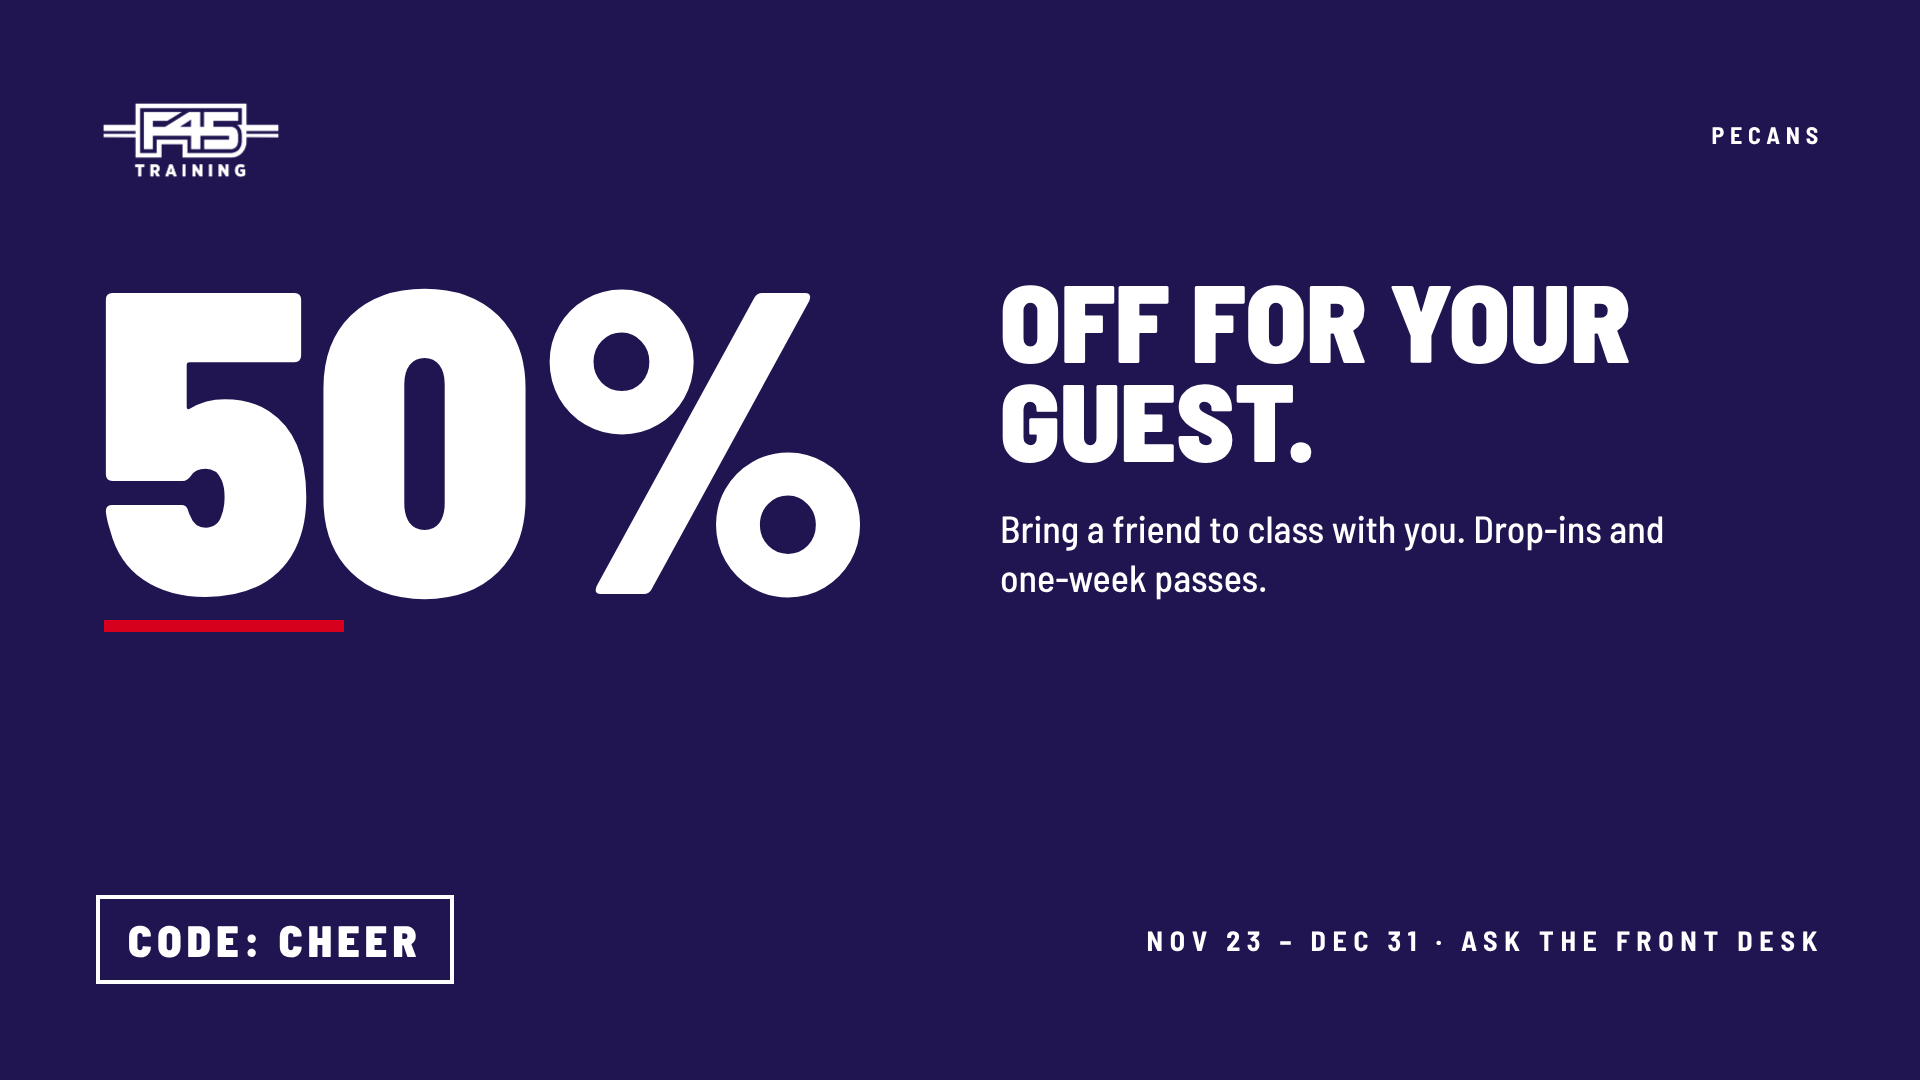 F45
TRAINING
PECANS
50%
OFF FOR YOUR
GUEST.
Bring a friend to class with you. Drop-ins and
one-week passes.
CODE: CHEER
NOV 23 – DEC 31 · ASK THE FRONT DESK